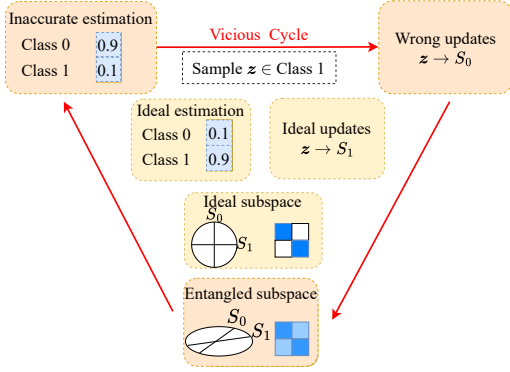 Inaccurate estimation
Class 0 0.9
Class 1 0.1
Vicious Cycle
Sample z ∈ Class 1
Wrong updates
z → S₀
Ideal estimation
Class 0 0.1
Class 1 0.9
Ideal updates
z → S₁
Ideal subspace
S₀
S₁
Entangled subspace
S₀
S₁